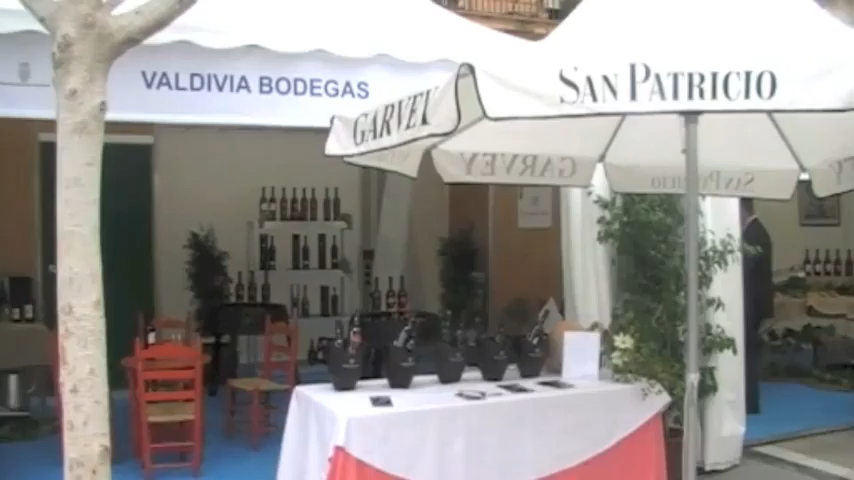 VALDIVIA BODEGAS
GARVEY
SAN PATRICIO
GARVEY
SAN PATRICIO